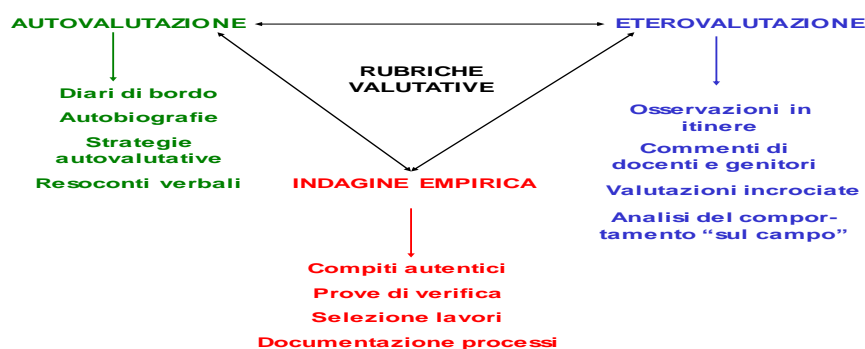 AUTOVALUTAZIONE
ETEROVALUTAZIONE
RUBRICHE
VALUTATIVE
Diari di bordo
Autobiografie
Strategie
autovalutative
Resoconti verbali
Osservazioni in
itinere
Commenti di
docenti e genitori
Valutazioni incrociate
Analisi del compor-
tamento “sul campo”
INDAGINE EMPIRICA
Compiti autentici
Prove di verifica
Selezione lavori
Documentazione processi